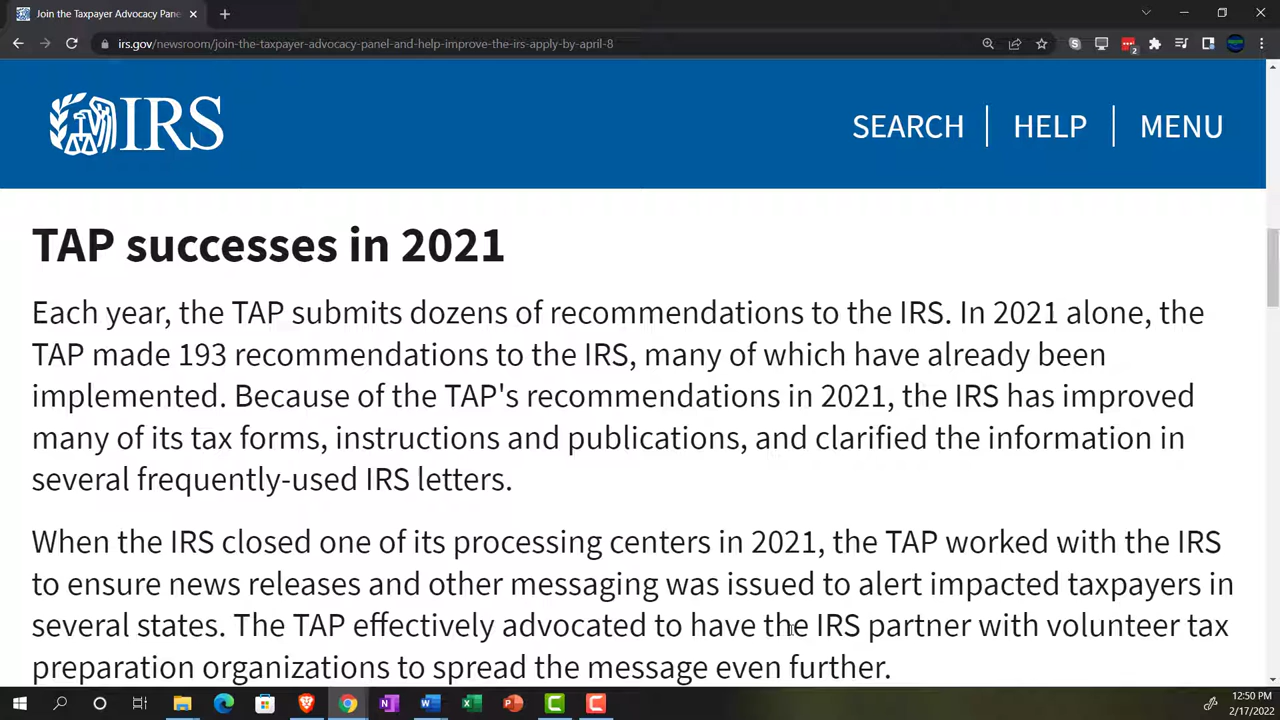 Join the Taxpayer Advocacy Pane
irs.gov/newsroom/join-the-taxpayer-advocacy-panel-and-help-improve-the-irs-apply-by-april-8
2
IRS
SEARCH
HELP
MENU
TAP successes in 2021
Each year, the TAP submits dozens of recommendations to the IRS. In 2021 alone, the
TAP made 193 recommendations to the IRS, many of which have already been
implemented. Because of the TAP's recommendations in 2021, the IRS has improved
many of its tax forms, instructions and publications, and clarified the information in
several frequently-used IRS letters.
When the IRS closed one of its processing centers in 2021, the TAP worked with the IRS
to ensure news releases and other messaging was issued to alert impacted taxpayers in
several states. The TAP effectively advocated to have the IRS partner with volunteer tax
preparation organizations to spread the message even further.
12:50 PM
2/17/2022